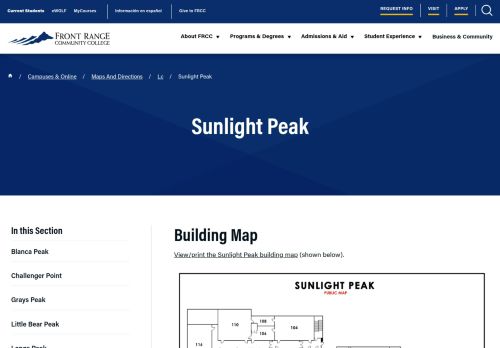 Current Students eWOLF MyCourses Información en español Give to FRCC REQUEST INFO VISIT APPLY
FRONT RANGE
COMMUNITY COLLEGE
About FRCC Programs & Degrees Admissions & Aid Student Experience Business & Community
/ Campuses & Online / Maps And Directions / Lc / Sunlight Peak
Sunlight Peak
In this Section
Blanca Peak
Challenger Point
Grays Peak
Little Bear Peak
Longs Peak
Building Map
View/print the Sunlight Peak building map (shown below).
SUNLIGHT PEAK
PUBLIC MAP
110
108
106
114